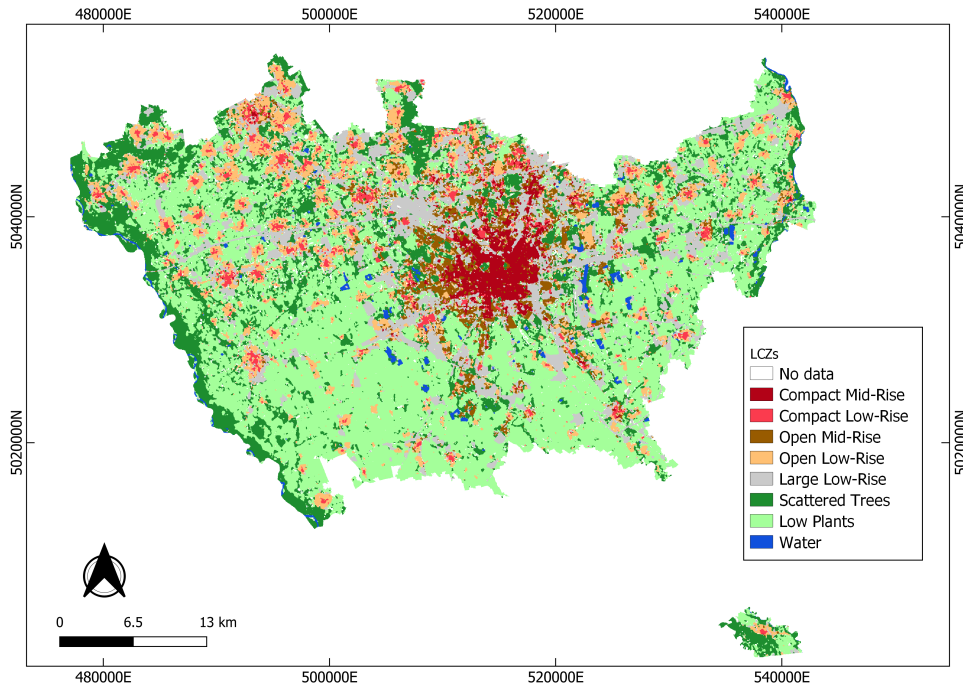 480000E 500000E 520000E 540000E
5040000N 5040000N
5020000N 5020000N
LCZs
No data
Compact Mid-Rise
Compact Low-Rise
Open Mid-Rise
Open Low-Rise
Large Low-Rise
Scattered Trees
Low Plants
Water
0 6.5 13 km
480000E 500000E 520000E 540000E